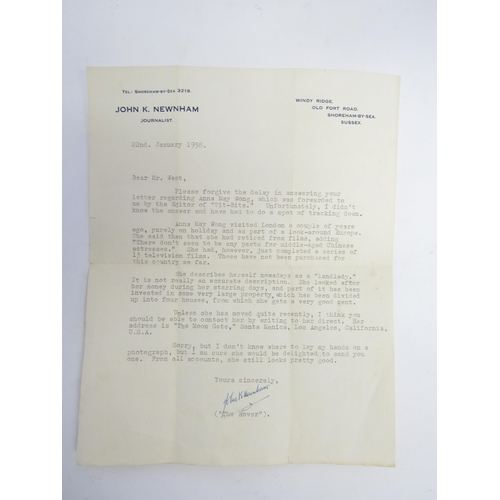 TEL: SHOREHAM-BY-SEA 2219.
JOHN K. NEWNHAM
JOURNALIST.
WINDY RIDGE,
OLD FORT ROAD,
SHOREHAM-BY-SEA
SUSSEX.
22nd. January 1958.
Dear Mr. West,
Please forgive the delay in answering your
letter regarding Anna May Wong, which was forwarded to
me by the Editor of "Tit-Bits." Unfortunately, I didn't
know the answer and have had to do a spot of tracking down.
Anna May Wong visited London a couple of years
ago, purely on holiday and as part of a look-around Europe.
She said then that she had retired from films, adding
"There don't seem to be any parts for middle-aged Chinese
actresses." She had, however, just completed a series of
13 television films. These have not been purchased for
this country so far.
She describes herself nowadays as a "landlady."
It is not really an accurate description. She looked after
her money during her starring days, and part of it has been
invested in some very large property, which has been divided
up into four houses, from which she gets a very good rent.
Unless she has moved quite recently, I think you
should be able to contact her by writing to her direct. Her
address is "The Moon Gate," Santa Monica, Los Angeles, California,
U.S.A.
Sorry, but I don't know where to lay my hands on a
photograph, but I am sure she would be delighted to send you
one. From all accounts, she still looks pretty good.
Yours sincerely,
John K Newnham
("The Rover").